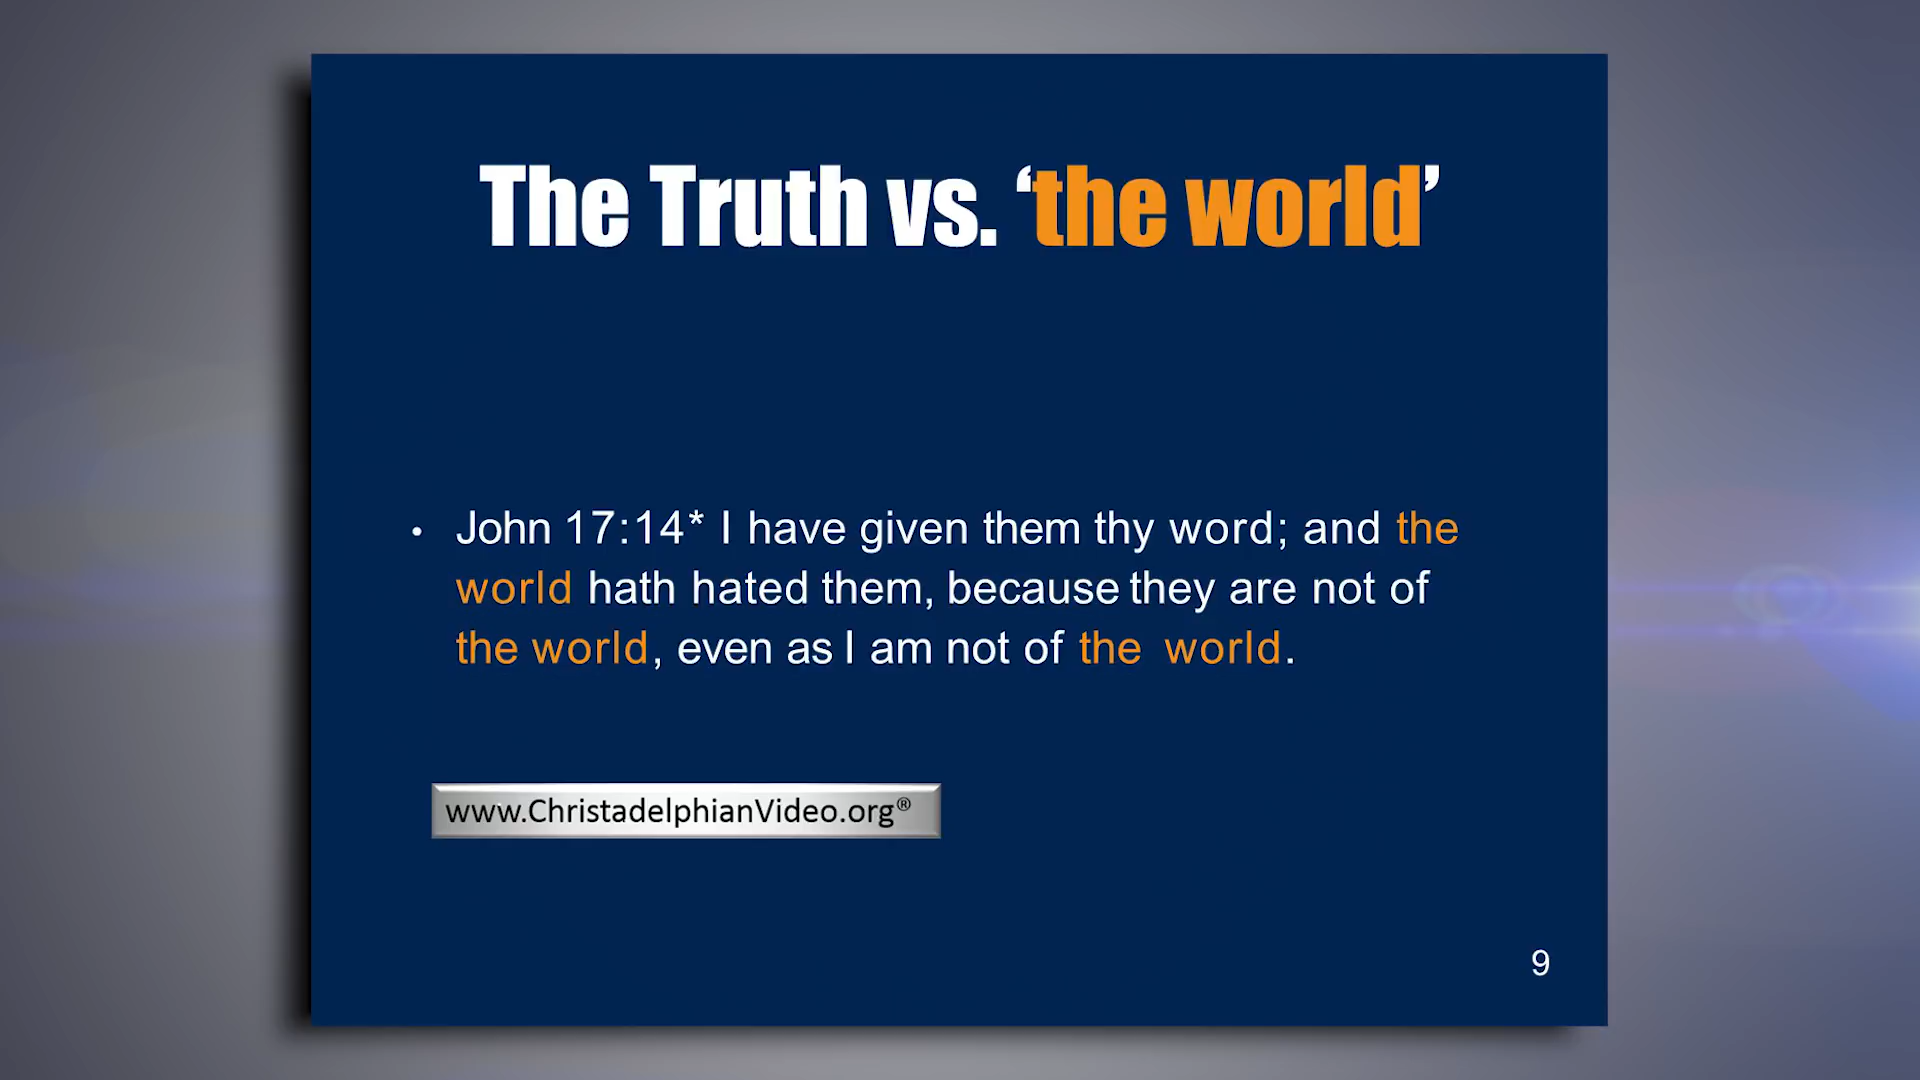 The Truth vs. ‘the world’
• John 17:14* I have given them thy word; and the
world hath hated them, because they are not of
the world, even as I am not of the world.
www.ChristadelphianVideo.org®
9